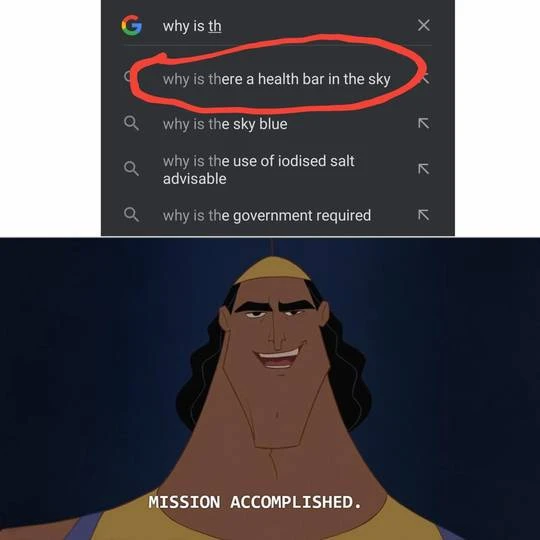 why is th
why is there a health bar in the sky
why is the sky blue
why is the use of iodised salt
advisable
why is the government required
MISSION ACCOMPLISHED.